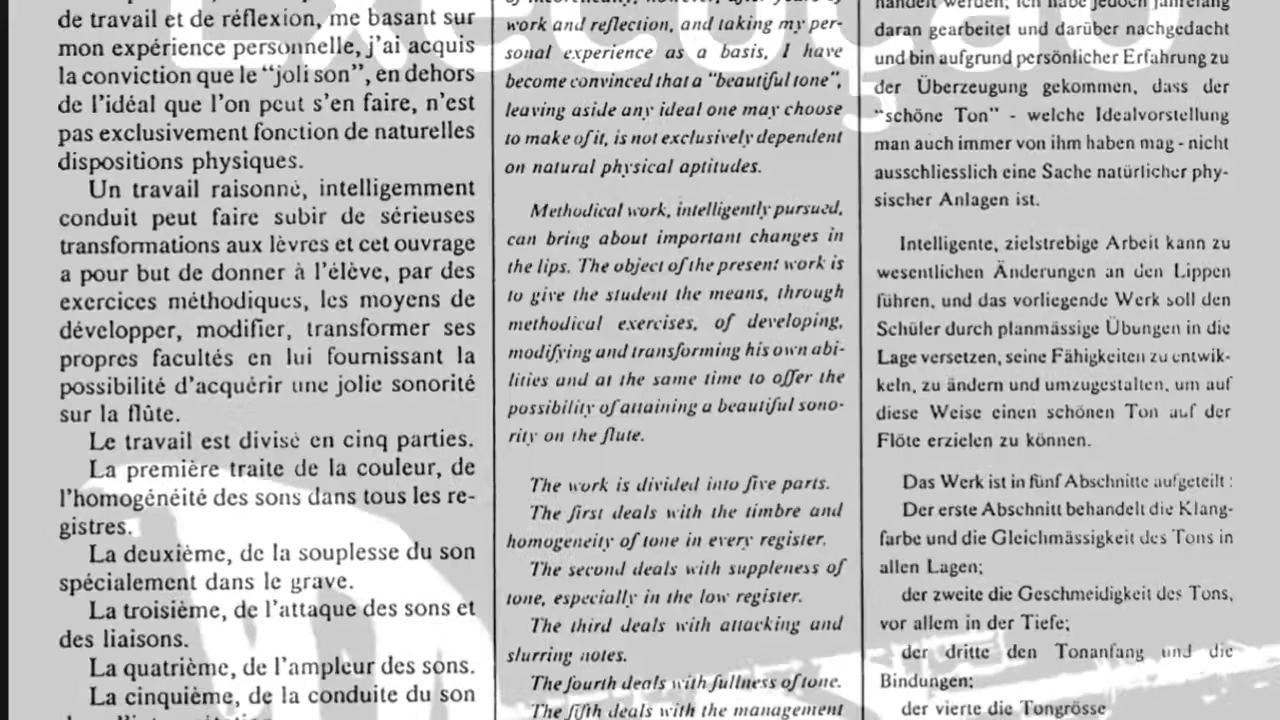 de travail et de réflexion, me basant sur
mon expérience personnelle, j'ai acquis
la conviction que le “joli son”, en dehors
de l'idéal que l'on peut s'en faire, n'est
pas exclusivement fonction de naturelles
dispositions physiques.
Un travail raisonné, intelligemment
conduit peut faire subir de sérieuses
transformations aux lèvres et cet ouvrage
a pour but de donner à l'élève, par des
exercices méthodiques, les moyens de
développer, modifier, transformer ses
propres facultés en lui fournissant la
possibilité d'acquérir une jolie sonorité
sur la flûte.
Le travail est divisé en cinq parties.
La première traite de la couleur, de
l'homogénéité des sons dans tous les re-
gistres.
La deuxième, de la souplesse du son
spécialement dans le grave.
La troisième, de l'attaque des sons et
des liaisons.
La quatrième, de l'ampleur des sons.
La cinquième, de la conduite du son
work and reflection, and taking my per-
sonal experience as a basis, I have
become convinced that a "beautiful tone",
leaving aside any ideal one may choose
to make of it, is not exclusively dependent
on natural physical aptitudes.
Methodical work, intelligently pursued,
can bring about important changes in
the lips. The object of the present work is
to give the student the means, through
methodical exercises, of developing,
modifying and transforming his own abi-
lities and at the same time to offer the
possibility of attaining a beautiful sono-
rity on the flute.
The work is divided into five parts.
The first deals with the timbre and
homogeneity of tone in every register.
The second deals with suppleness of
tone, especially in the low register.
The third deals with attacking and
slurring notes.
The fourth deals with fullness of tone.
The fifth deals with the management
handelt werden; ich habe jedoch jahrelang
daran gearbeitet und darüber nachgedacht
und bin aufgrund persönlicher Erfahrung zu
der Überzeugung gekommen, dass der
"schöne Ton" - welche Idealvorstellung
man auch immer von ihm haben mag - nicht
ausschliesslich eine Sache natürlicher phy-
sischer Anlagen ist.
Intelligente, zielstrebige Arbeit kann zu
wesentlichen Änderungen an den Lippen
führen, und das vorliegende Werk soll den
Schüler durch planmässige Übungen in die
Lage versetzen, seine Fähigkeiten zu entwik-
keln, zu ändern und umzugestalten, um auf
diese Weise einen schönen Ton auf der
Flöte erzielen zu können.
Das Werk ist in fünf Abschnitte aufgeteilt :
Der erste Abschnitt behandelt die Klang-
farbe und die Gleichmässigkeit des Tons in
allen Lagen;
der zweite die Geschmeidigkeit des Tons,
vor allem in der Tiefe;
der dritte den Tonanfang und die
Bindungen;
der vierte die Tongrösse
Execução